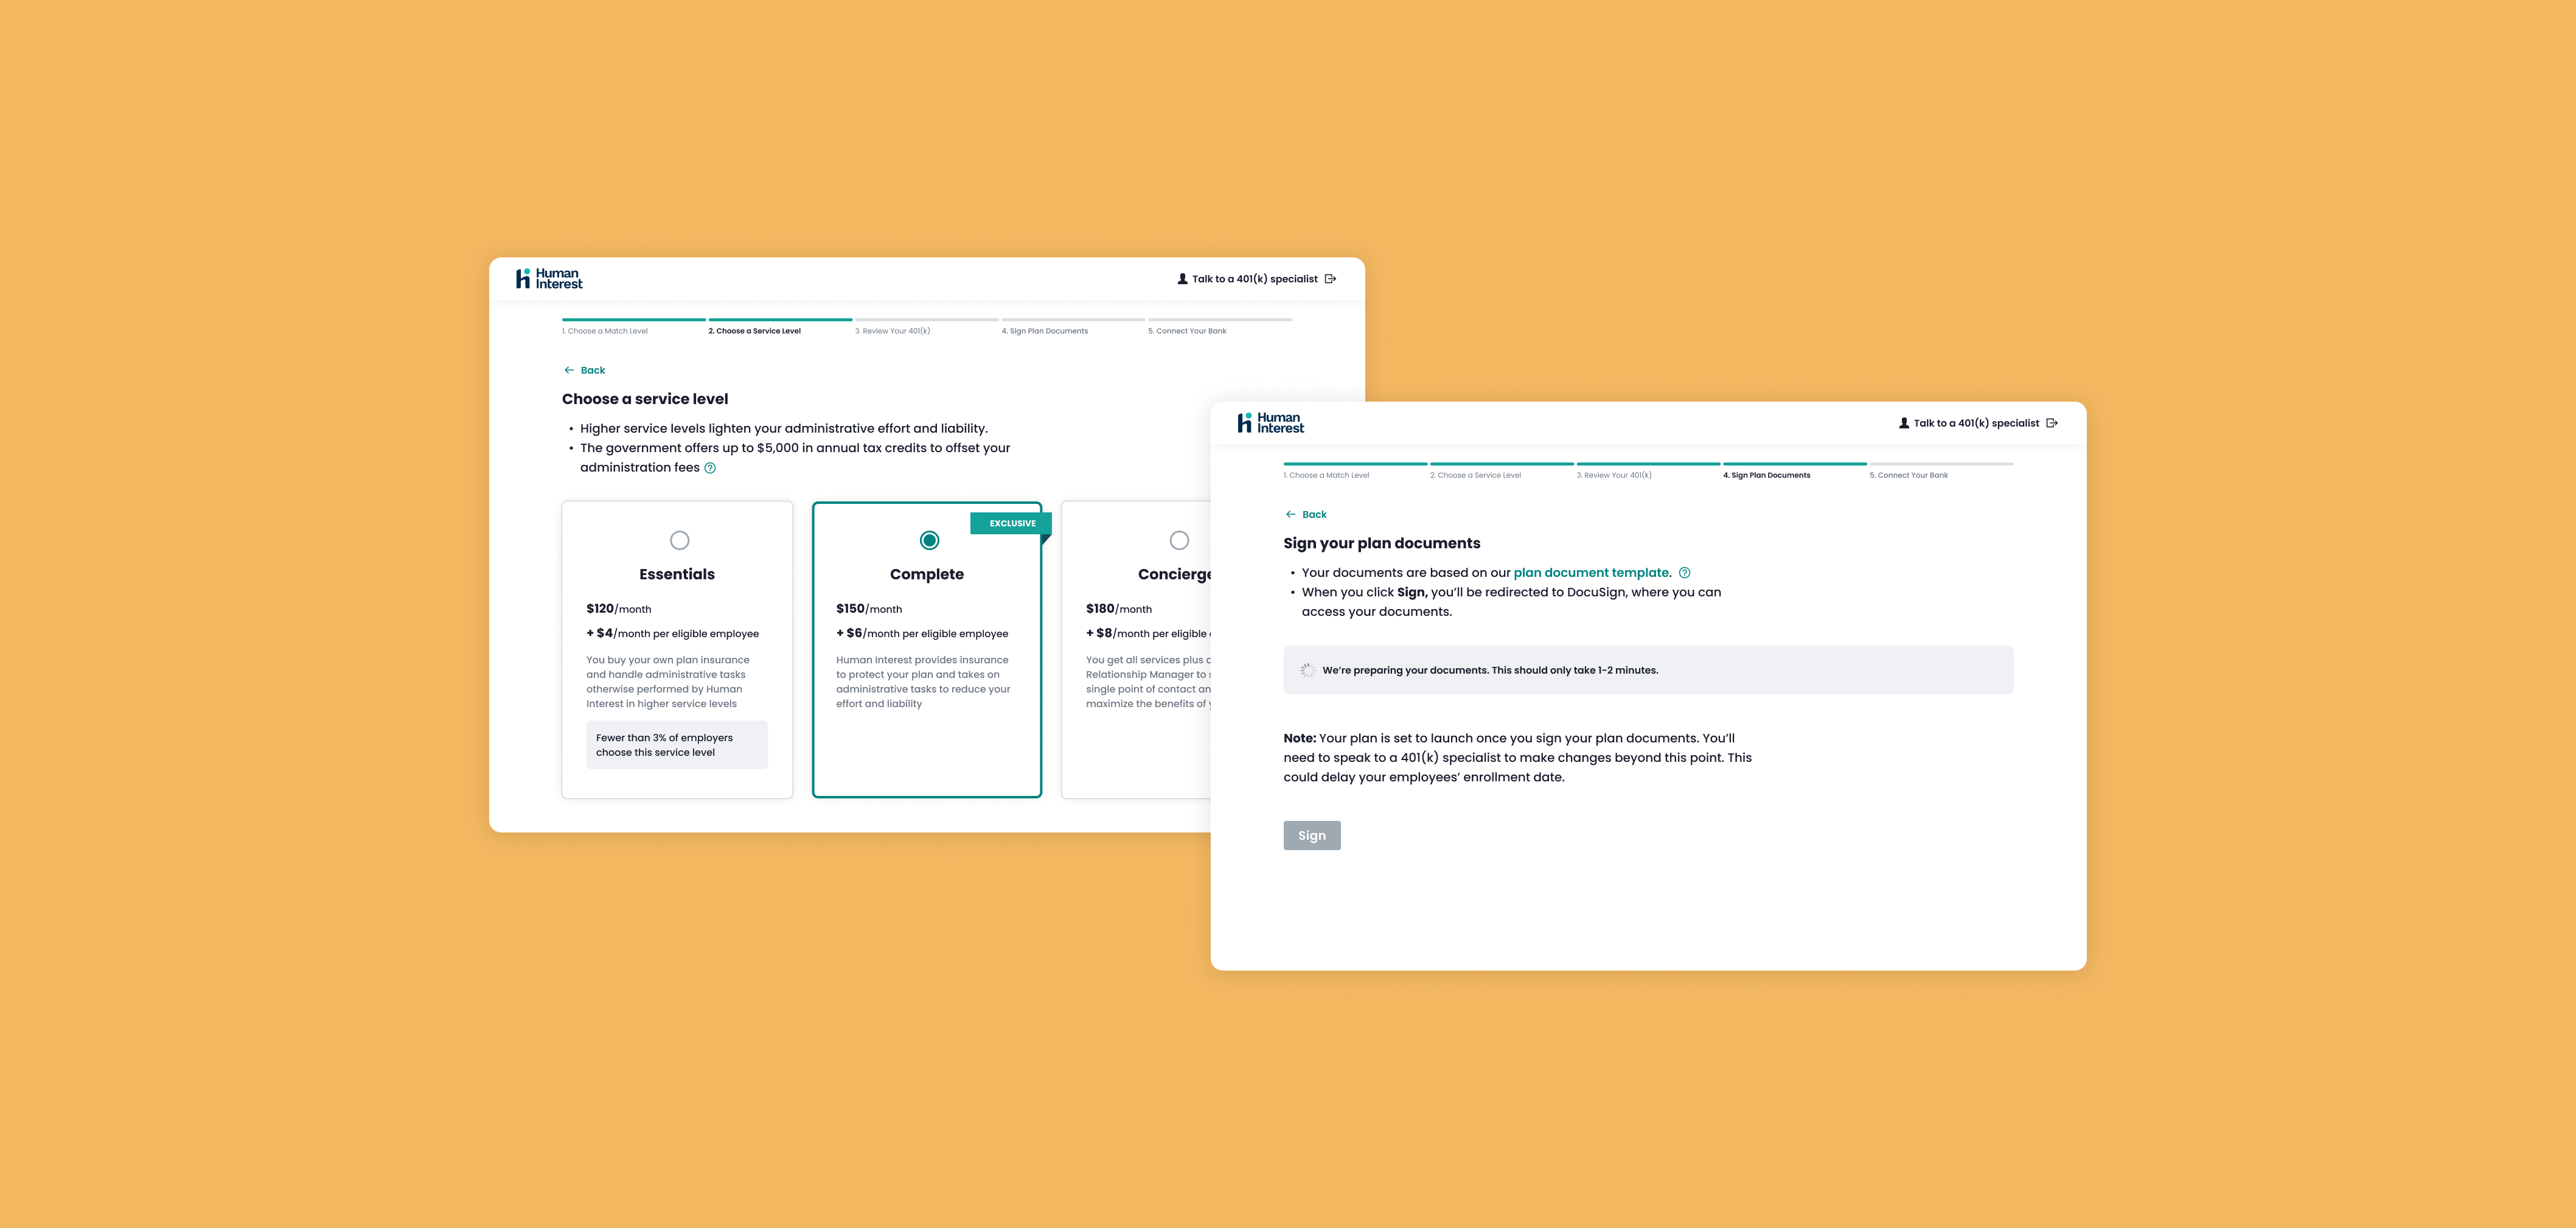 Human
Interest
Talk to a 401(k) specialist
1. Choose a Match Level
2. Choose a Service Level
3. Review Your 401(k)
4. Sign Plan Documents
5. Connect Your Bank
Back
Choose a service level
• Higher service levels lighten your administrative effort and liability.
• The government offers up to $5,000 in annual tax credits to offset your
administration fees
Essentials
$120/month
+ $4/month per eligible employee
You buy your own plan insurance
and handle administrative tasks
otherwise performed by Human
Interest in higher service levels
Fewer than 3% of employers
choose this service level
EXCLUSIVE
Complete
$150/month
+ $6/month per eligible employee
Human Interest provides insurance
to protect your plan and takes on
administrative tasks to reduce your
effort and liability
Concierge
$180/month
+ $8/month per eligible
You get all services plus
Relationship Manager to
single point of contact
maximize the benefits of
Human
Interest
Talk to a 401(k) specialist
1. Choose a Match Level
2. Choose a Service Level
3. Review Your 401(k)
4. Sign Plan Documents
5. Connect Your Bank
Back
Sign your plan documents
• Your documents are based on our plan document template.
• When you click Sign, you’ll be redirected to DocuSign, where you can
access your documents.
We’re preparing your documents. This should only take 1-2 minutes.
Note: Your plan is set to launch once you sign your plan documents. You’ll
need to speak to a 401(k) specialist to make changes beyond this point. This
could delay your employees’ enrollment date.
Sign